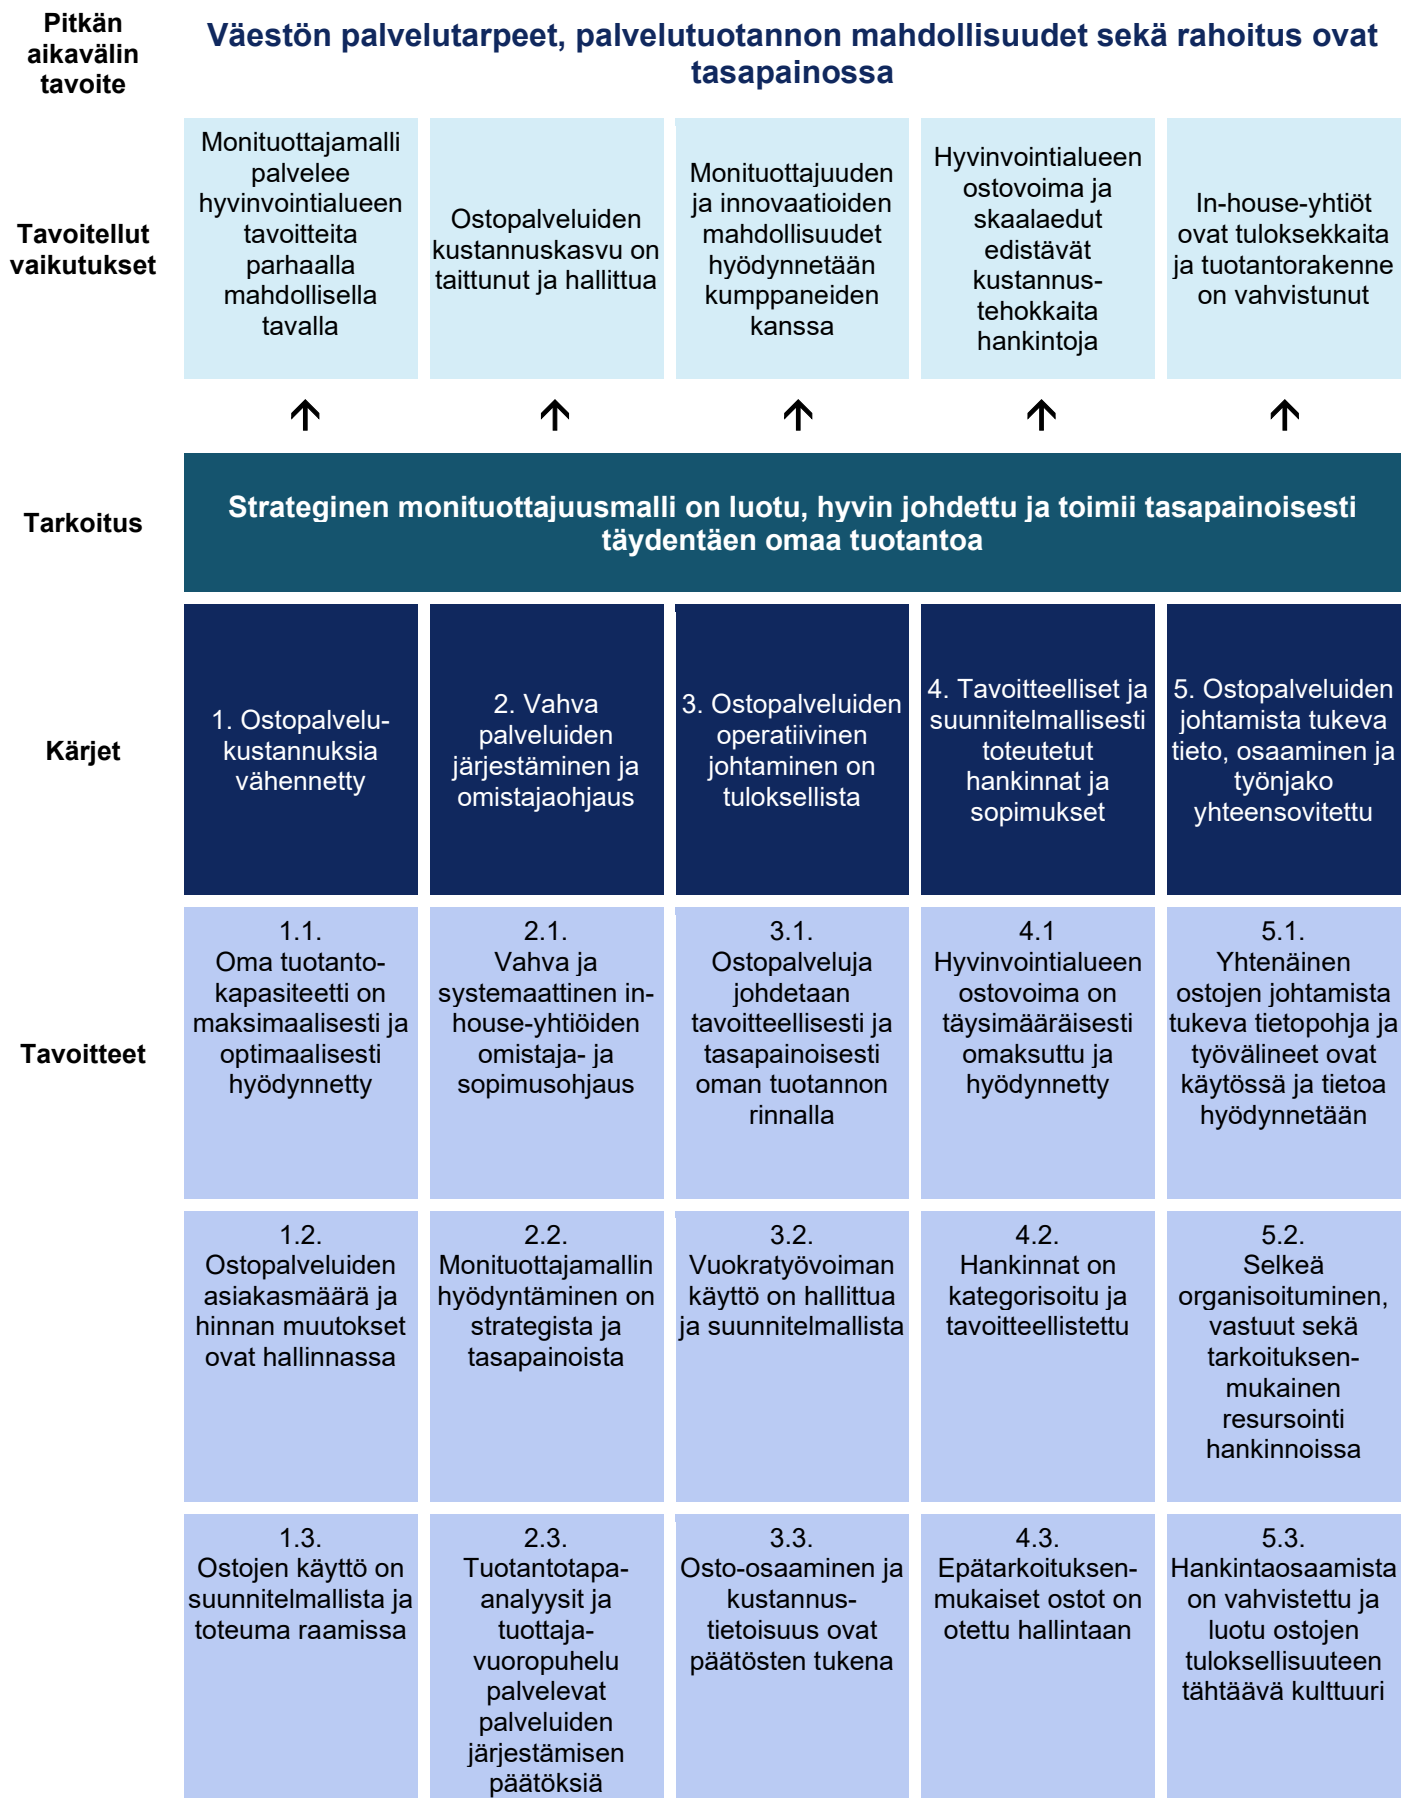 Pitkän
aikavälin
tavoite
Väestön palvelutarpeet, palvelutuotannon mahdollisuudet sekä rahoitus ovat
tasapainossa
Tavoitellut
vaikutukset
Monituottajamalli
palvelee
hyvinvointialueen
tavoitteita
parhaalla
mahdollisella
tavalla
Ostopalveluiden
kustannuskasvu on
taittunut ja hallittua
Monituottajuuden
ja innovaatioiden
mahdollisuudet
hyödynnetään
kumppaneiden
kanssa
Hyvinvointialueen
ostovoima ja
skaalaedut
edistävät
kustannus-
tehokkaita
hankintoja
In-house-yhtiöt
ovat tuloksekkaita
ja tuotantorakenne
on vahvistunut
↑ ↑ ↑ ↑ ↑
Tarkoitus
Strateginen monituottajuusmalli on luotu, hyvin johdettu ja toimii tasapainoisesti
täydentäen omaa tuotantoa
Kärjet
1. Ostopalvelu-
kustannuksia
vähennetty
2. Vahva
palveluiden
järjestäminen ja
omistajaohjaus
3. Ostopalveluiden
operatiivinen
johtaminen on
tuloksellista
4. Tavoitteelliset ja
suunnitelmallisesti
toteutetut
hankinnat ja
sopimukset
5. Ostopalveluiden
johtamista tukeva
tieto, osaaminen ja
työnjako
yhteensovitettu
Tavoitteet
1.1.
Oma tuotanto-
kapasiteetti on
maksimaalisesti ja
optimaalisesti
hyödynnetty
2.1.
Vahva ja
systemaattinen in-
house-yhtiöiden
omistaja- ja
sopimusohjaus
3.1.
Ostopalveluja
johdetaan
tavoitteellisesti ja
tasapainoisesti
oman tuotannon
rinnalla
4.1
Hyvinvointialueen
ostovoima on
täysimääräisesti
omaksuttu ja
hyödynnetty
5.1.
Yhtenäinen
ostojen johtamista
tukeva tietopohja ja
työvälineet ovat
käytössä ja tietoa
hyödynnetään
1.2.
Ostopalveluiden
asiakasmäärä ja
hinnan muutokset
ovat hallinnassa
2.2.
Monituottajamallin
hyödyntäminen on
strategista ja
tasapainoista
3.2.
Vuokratyövoiman
käyttö on hallittua
ja suunnitelmallista
4.2.
Hankinnat on
kategorisoitu ja
tavoitteellistettu
5.2.
Selkeä
organisoituminen,
vastuut sekä
tarkoituksen-
mukainen
resursointi
hankinnoissa
1.3.
Ostojen käyttö on
suunnitelmallista ja
toteuma raamissa
2.3.
Tuotantotapa-
analyysit ja
tuottaja-
vuoropuhelu
palvelevat
palveluiden
järjestämisen
päätöksiä
3.3.
Osto-osaaminen ja
kustannus-
tietoisuus ovat
päätösten tukena
4.3.
Epätarkoituksen-
mukaiset ostot on
otettu hallintaan
5.3.
Hankintaosaamista
on vahvistettu ja
luotu ostojen
tuloksellisuuteen
tähtäävä kulttuuri